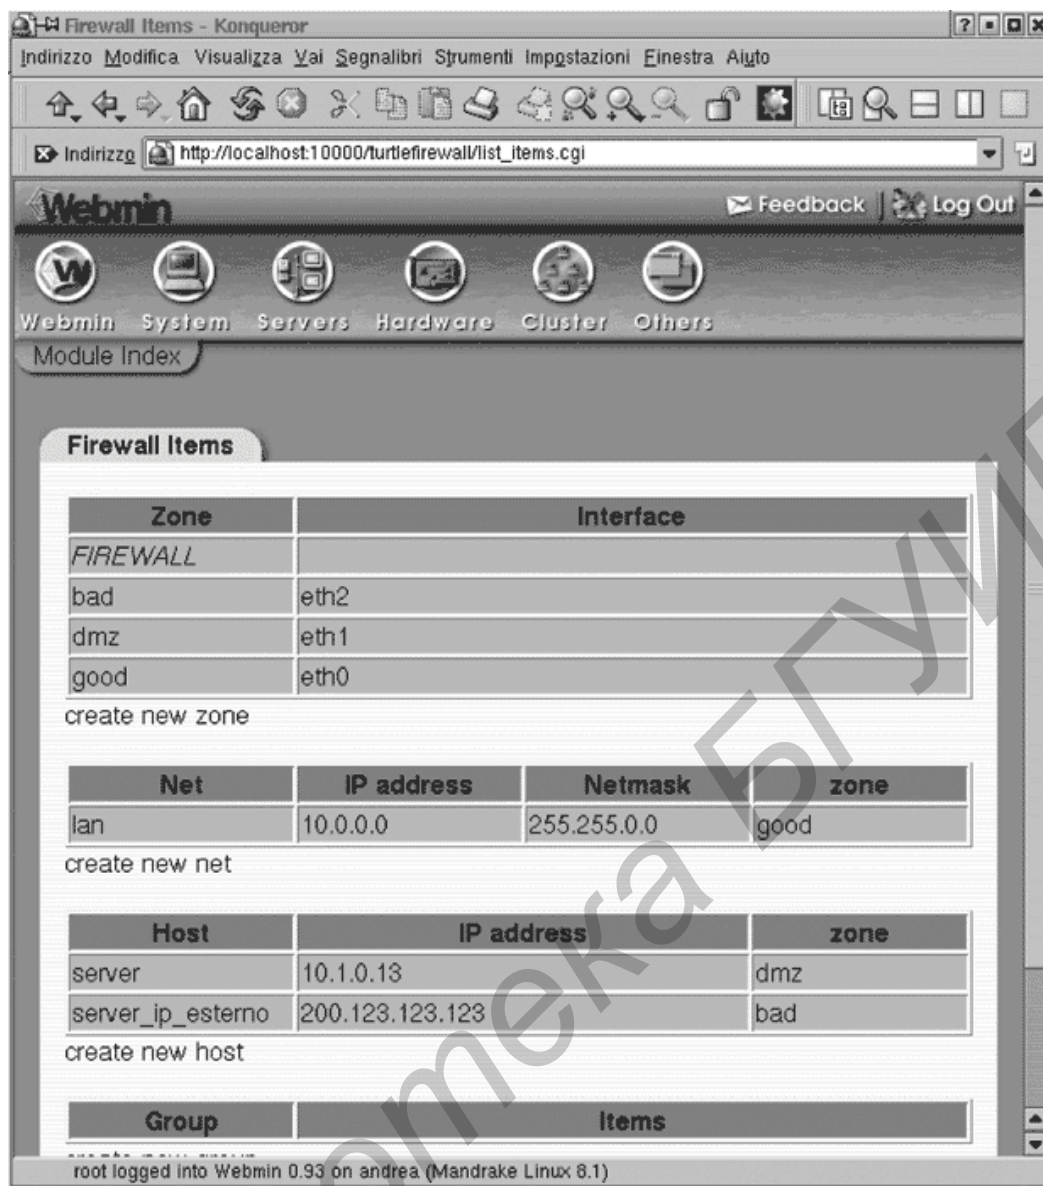 Firewall Items - Konqueror
Indirizzo Modifica Visualizza Vai Segnalibri Strumenti Impostazioni Finestra Aiuto
Indirizzo http://localhost:10000/turtlefirewall/list_items.cgi
Webmin Feedback Log Out
Webmin System Servers Hardware Cluster Others
Module Index
Firewall Items
Zone Interface
FIREWALL
bad eth2
dmz eth1
good eth0
create new zone
Net IP address Netmask zone
lan 10.0.0.0 255.255.0.0 good
create new net
Host IP address zone
server 10.1.0.13 dmz
server_ip_esterno 200.123.123.123 bad
create new host
Group Items
create new group
root logged into Webmin 0.93 on andrea (Mandrake Linux 8.1)